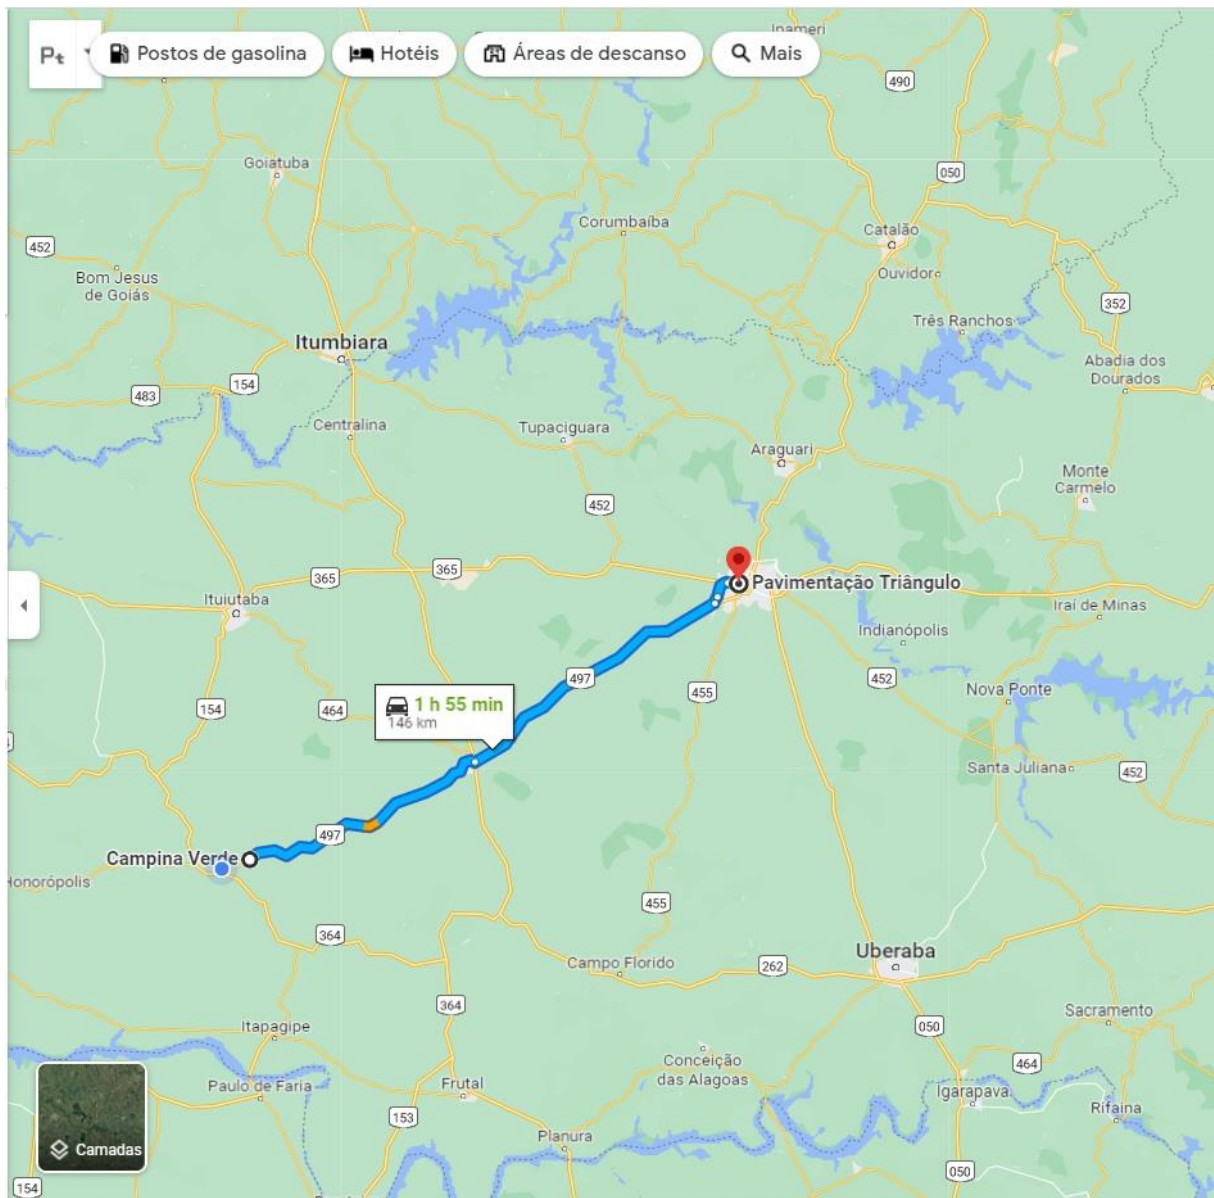 Pt
Postos de gasolina
Hotéis
Áreas de descanso
Mais
490
Goiatuba
050
Corumbaíba
Catalão
452
Bom Jesus
de Goiás
Ouvidor
352
Três Ranchos
Itumbiara
Abadia dos
Dourados
154
483
Centralina
Tupaciguara
Araguari
Monte
Carmelo
452
365
365
Pavimentação Triângulo
Ituiutaba
Iraí de Minas
Indianópolis
497
452
455
Nova Ponte
154
464
1 h 55 min
146 km
Santa Juliana
452
497
Campina Verde
Honorópolis
455
364
Uberaba
Campo Florido
262
364
Itapagipe
050
Sacramento
Conceição
das Alagoas
464
Paulo de Faria
Frutal
Igarapava
Rifaina
153
Camadas
Planura
050
154